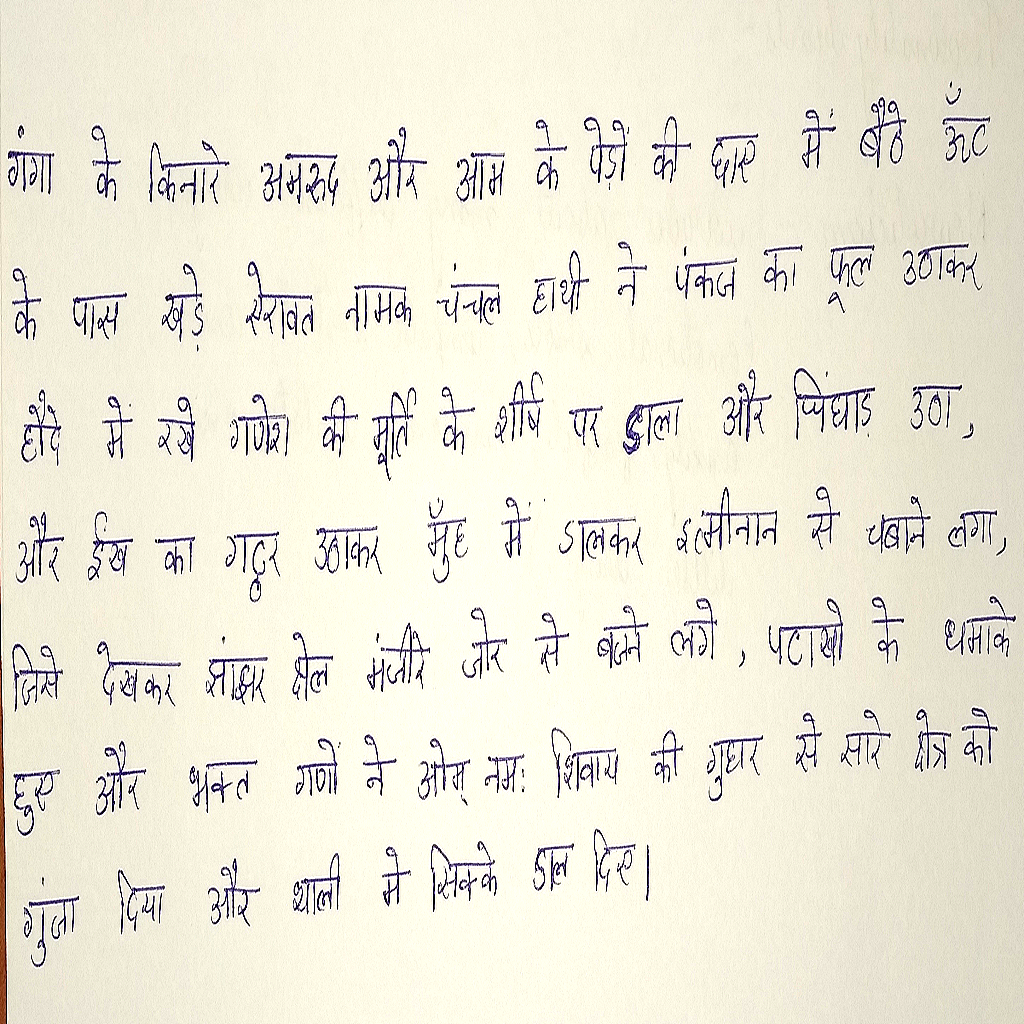 गंगा के किनारे अमरूद और आम के पेड़ों की छाए में बैठे ऊँट
के पास खड़े ऐरावत नामक चंचल हाथी ने पंकज का फूल उठाकर
हौदे में रखे गणेश की मूर्ति के शीर्ष पर डाला और चिंघाड़ उठा,
और ईख का गट्ठर उठाकर मुँह में डालकर इत्मीनान से चबाने लगा,
जिसे देखकर झांझर ढोल मंजीरे जोर से बजने लगे, पटाखो के धमाके
हुए और भक्त गणों ने ओम् नमः शिवाय की गुहार से सारे क्षेत्र को
गुंजा दिया और थाली मे सिक्के डाल दिए।